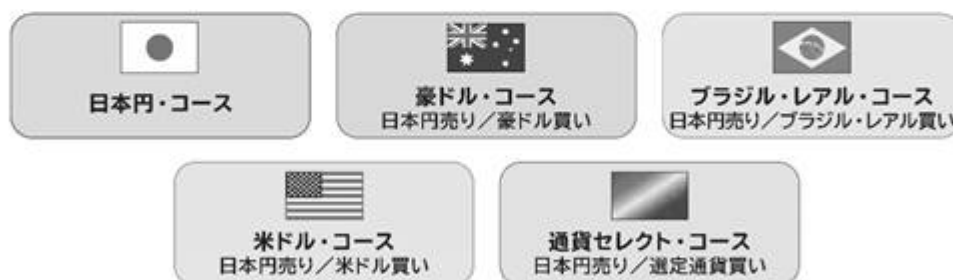 日本円・コース
豪ドル・コース
日本円売り／豪ドル買い
ブラジル・レアル・コース
日本円売り／ブラジル・レアル買い
米ドル・コース
日本円売り／米ドル買い
通貨セレクト・コース
日本円売り／選定通貨買い